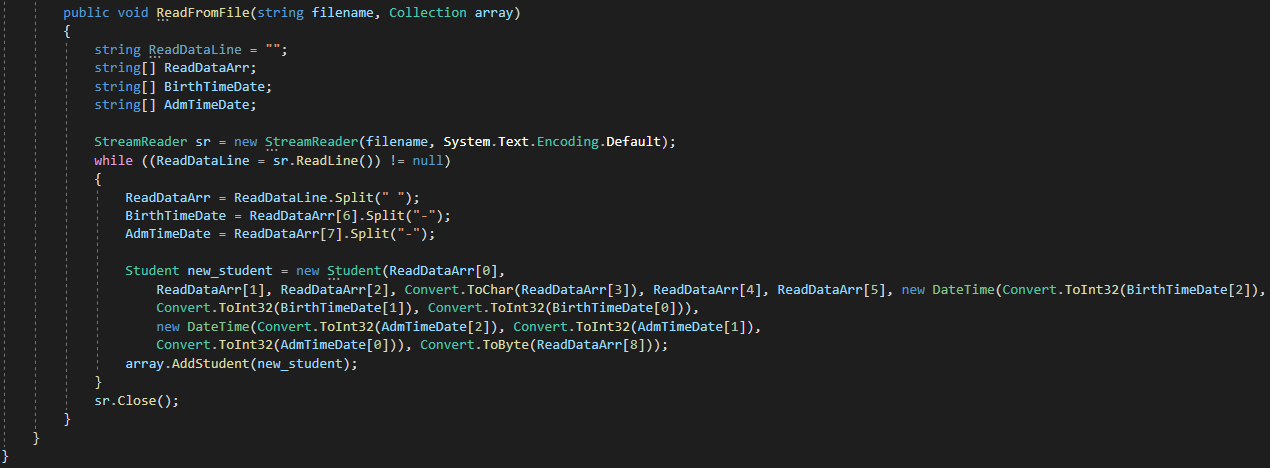 public void ReadFromFile(string filename, Collection array)
{
string ReadDataLine = "";
string[] ReadDataArr;
string[] BirthTimeDate;
string[] AdmTimeDate;
StreamReader sr = new StreamReader(filename, System.Text.Encoding.Default);
while ((ReadDataLine = sr.ReadLine()) != null)
{
ReadDataArr = ReadDataLine.Split(" ");
BirthTimeDate = ReadDataArr[6].Split("-");
AdmTimeDate = ReadDataArr[7].Split("-");
Student new_student = new Student(ReadDataArr[0],
ReadDataArr[1], ReadDataArr[2], Convert.ToChar(ReadDataArr[3]), ReadDataArr[4], ReadDataArr[5], new DateTime(Convert.ToInt32(BirthTimeDate[2]),
Convert.ToInt32(BirthTimeDate[1]), Convert.ToInt32(BirthTimeDate[0])),
new DateTime(Convert.ToInt32(AdmTimeDate[2]), Convert.ToInt32(AdmTimeDate[1]),
Convert.ToInt32(AdmTimeDate[0])), Convert.ToByte(ReadDataArr[8]));
array.AddStudent(new_student);
}
sr.Close();
}
}
}